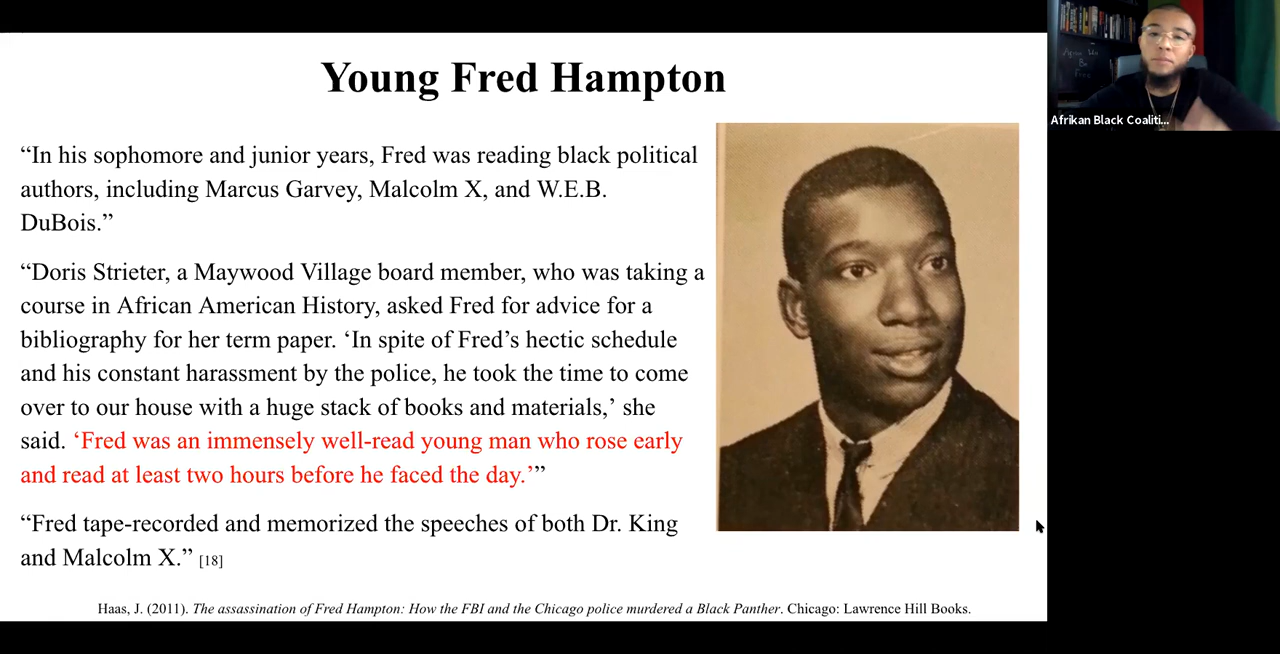 Young Fred Hampton
“In his sophomore and junior years, Fred was reading black political
authors, including Marcus Garvey, Malcolm X, and W.E.B.
DuBois.”
“Doris Strieter, a Maywood Village board member, who was taking a
course in African American History, asked Fred for advice for a
bibliography for her term paper. ‘In spite of Fred’s hectic schedule
and his constant harassment by the police, he took the time to come
over to our house with a huge stack of books and materials,’ she
said. ‘Fred was an immensely well-read young man who rose early
and read at least two hours before he faced the day.’”
“Fred tape-recorded and memorized the speeches of both Dr. King
and Malcolm X.” [18]
Haas, J. (2011). The assassination of Fred Hampton: How the FBI and the Chicago police murdered a Black Panther. Chicago: Lawrence Hill Books.
Afrikan Black Coaliti...